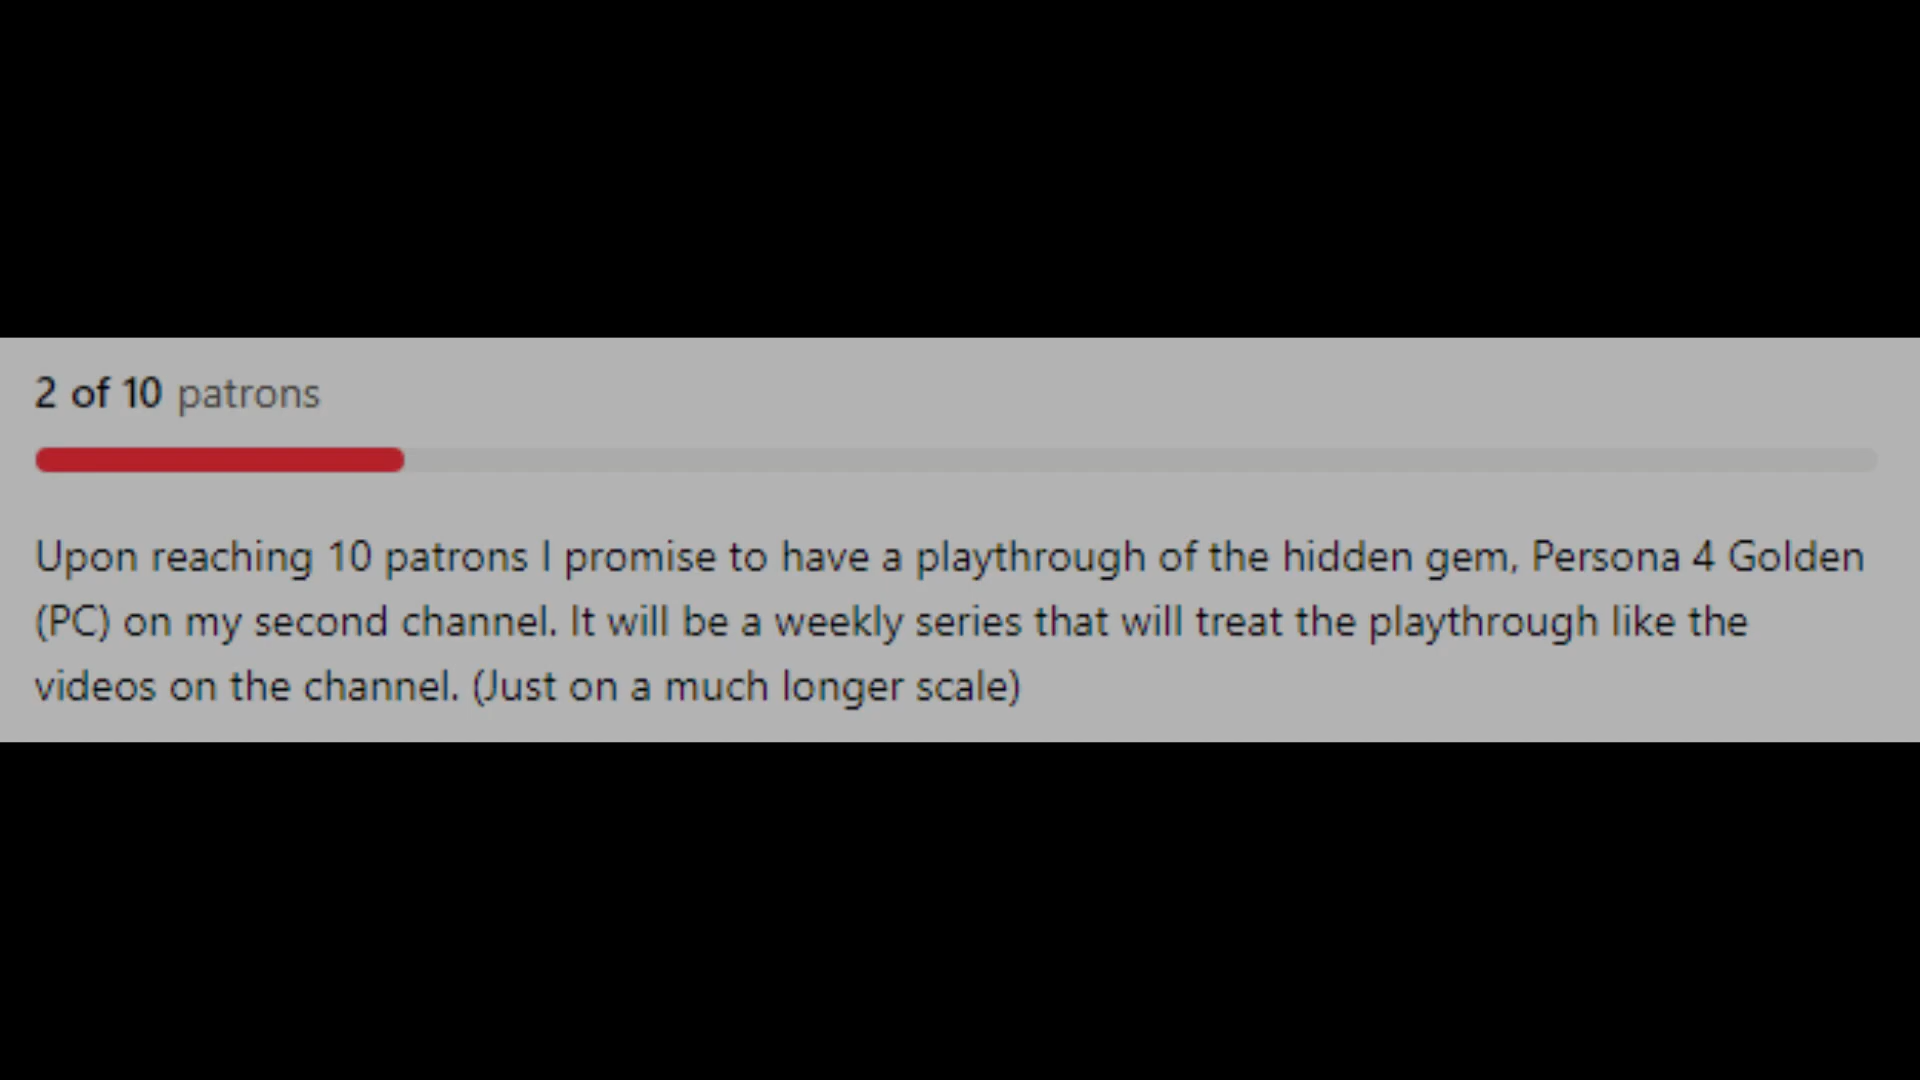 2 of 10 patrons
Upon reaching 10 patrons I promise to have a playthrough of the hidden gem, Persona 4 Golden
(PC) on my second channel. It will be a weekly series that will treat the playthrough like the
videos on the channel. (Just on a much longer scale)